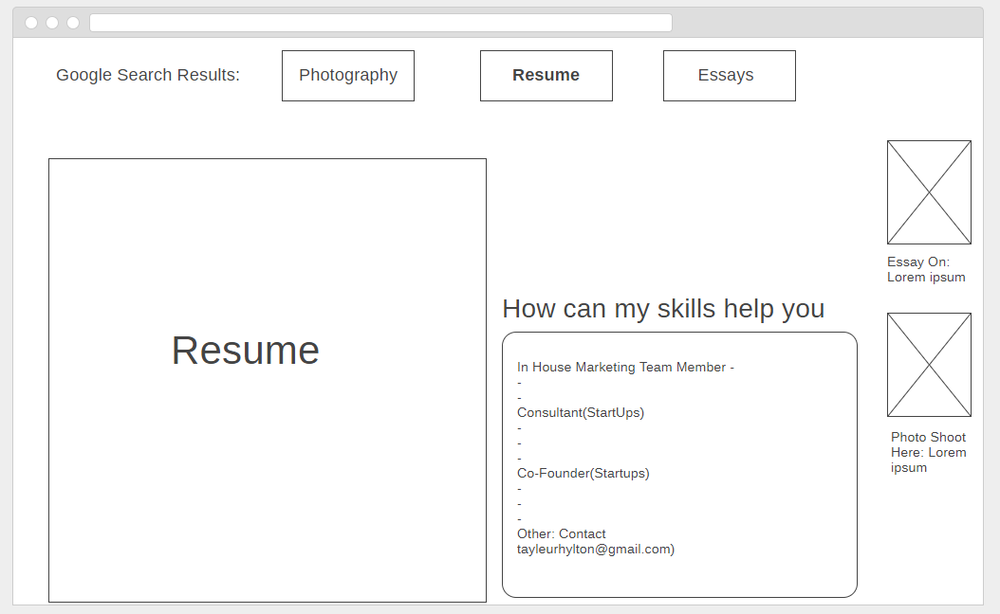 Google Search Results:
Photography
Resume
Essays
Resume
How can my skills help you
In House Marketing Team Member -
-
-
Consultant(StartUps)
-
-
-
Co-Founder(Startups)
-
-
-
Other: Contact
tayleurhylton@gmail.com)
Essay On:
Lorem ipsum
Photo Shoot
Here: Lorem
ipsum